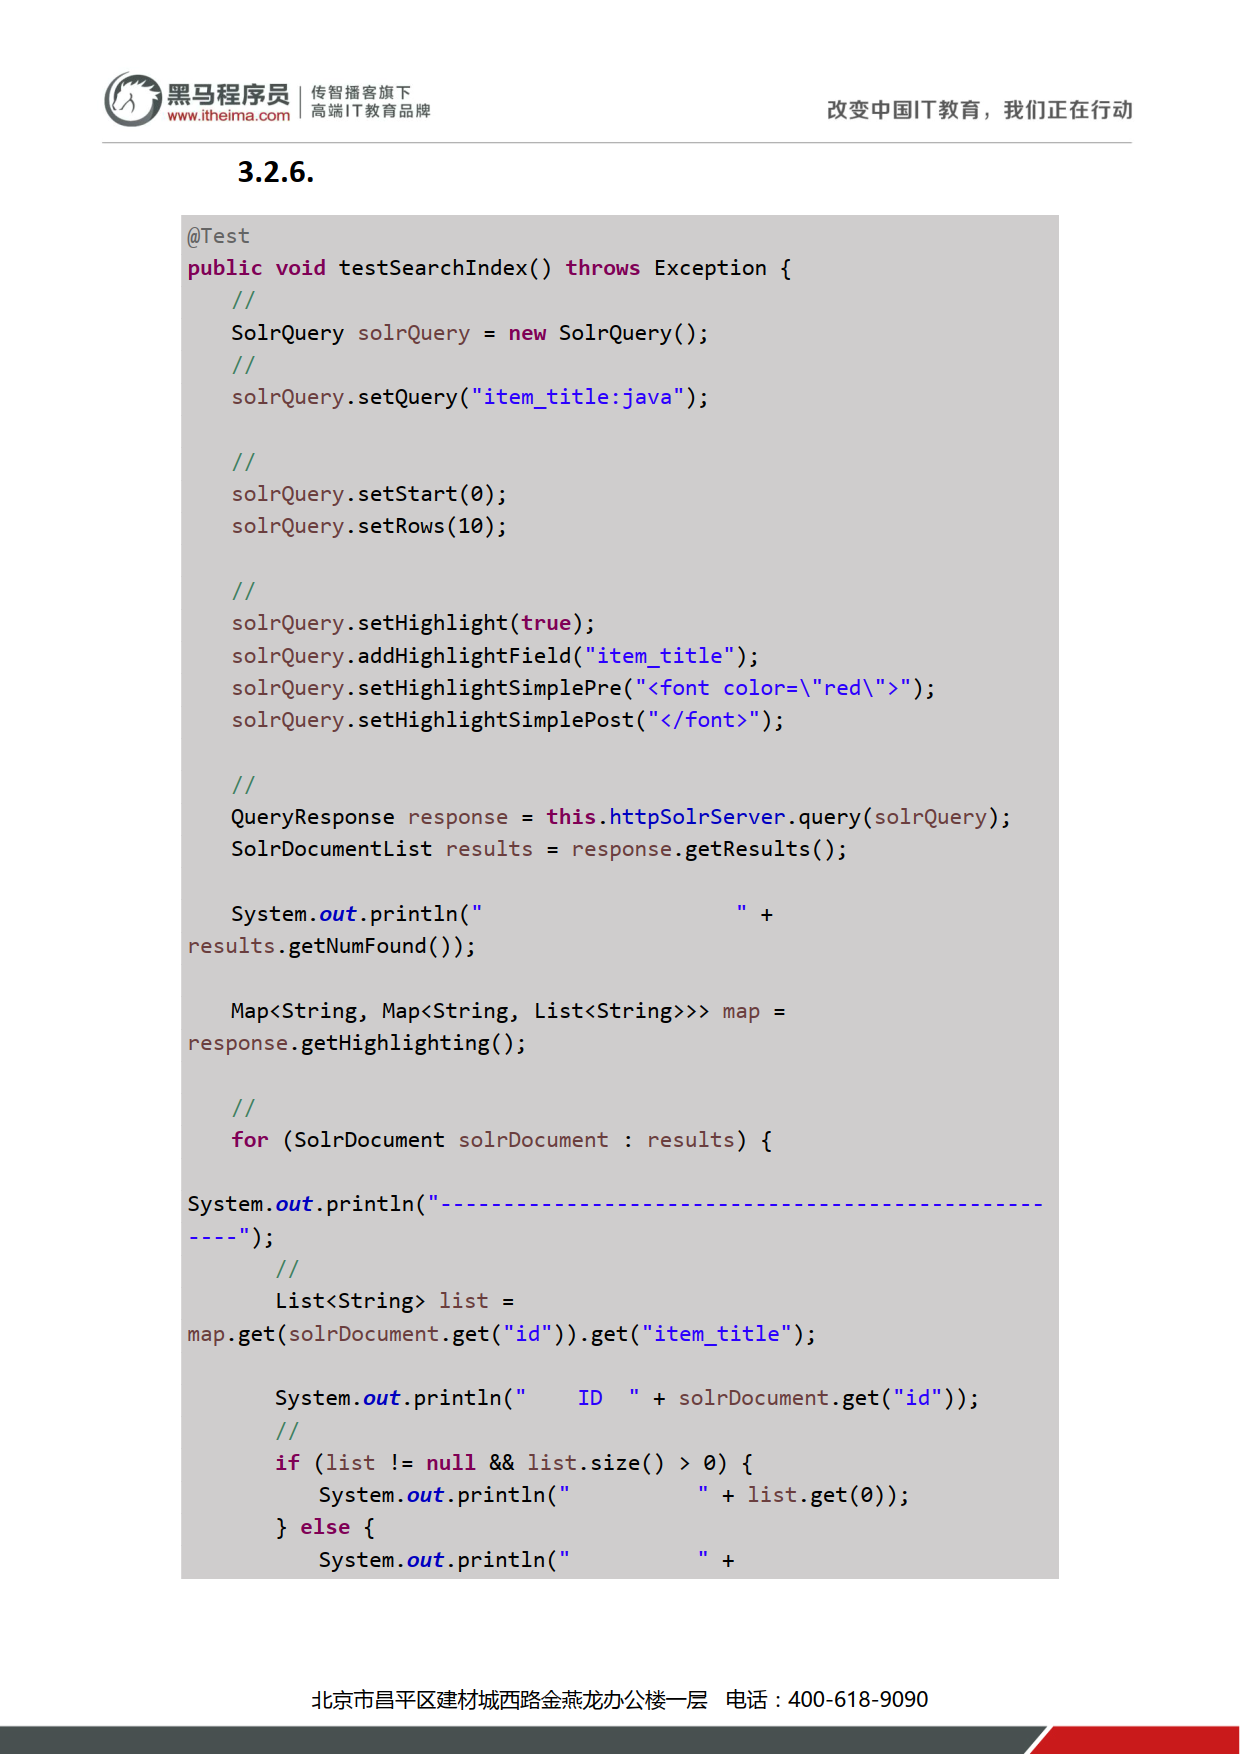 黑马程序员
www.itheima.com
传智播客旗下
高端IT教育品牌
改变中国IT教育，我们正在行动
3.2.6.
@Test
public void testSearchIndex() throws Exception {
//
SolrQuery solrQuery = new SolrQuery();
//
solrQuery.setQuery("item_title:java");
//
solrQuery.setStart(0);
solrQuery.setRows(10);
//
solrQuery.setHighlight(true);
solrQuery.addHighlightField("item_title");
solrQuery.setHighlightSimplePre("<font color=\"red\">");
solrQuery.setHighlightSimplePost("</font>");
//
QueryResponse response = this.httpSolrServer.query(solrQuery);
SolrDocumentList results = response.getResults();
System.out.println("                    " +
results.getNumFound());
Map<String, Map<String, List<String>>> map =
response.getHighlighting();
//
for (SolrDocument solrDocument : results) {
System.out.println("------------------------------------------------
----");
//
List<String> list =
map.get(solrDocument.get("id")).get("item_title");
System.out.println("    ID  " + solrDocument.get("id"));
//
if (list != null && list.size() > 0) {
System.out.println("          " + list.get(0));
} else {
System.out.println("          " +
北京市昌平区建材城西路金燕龙办公楼一层 电话：400-618-9090